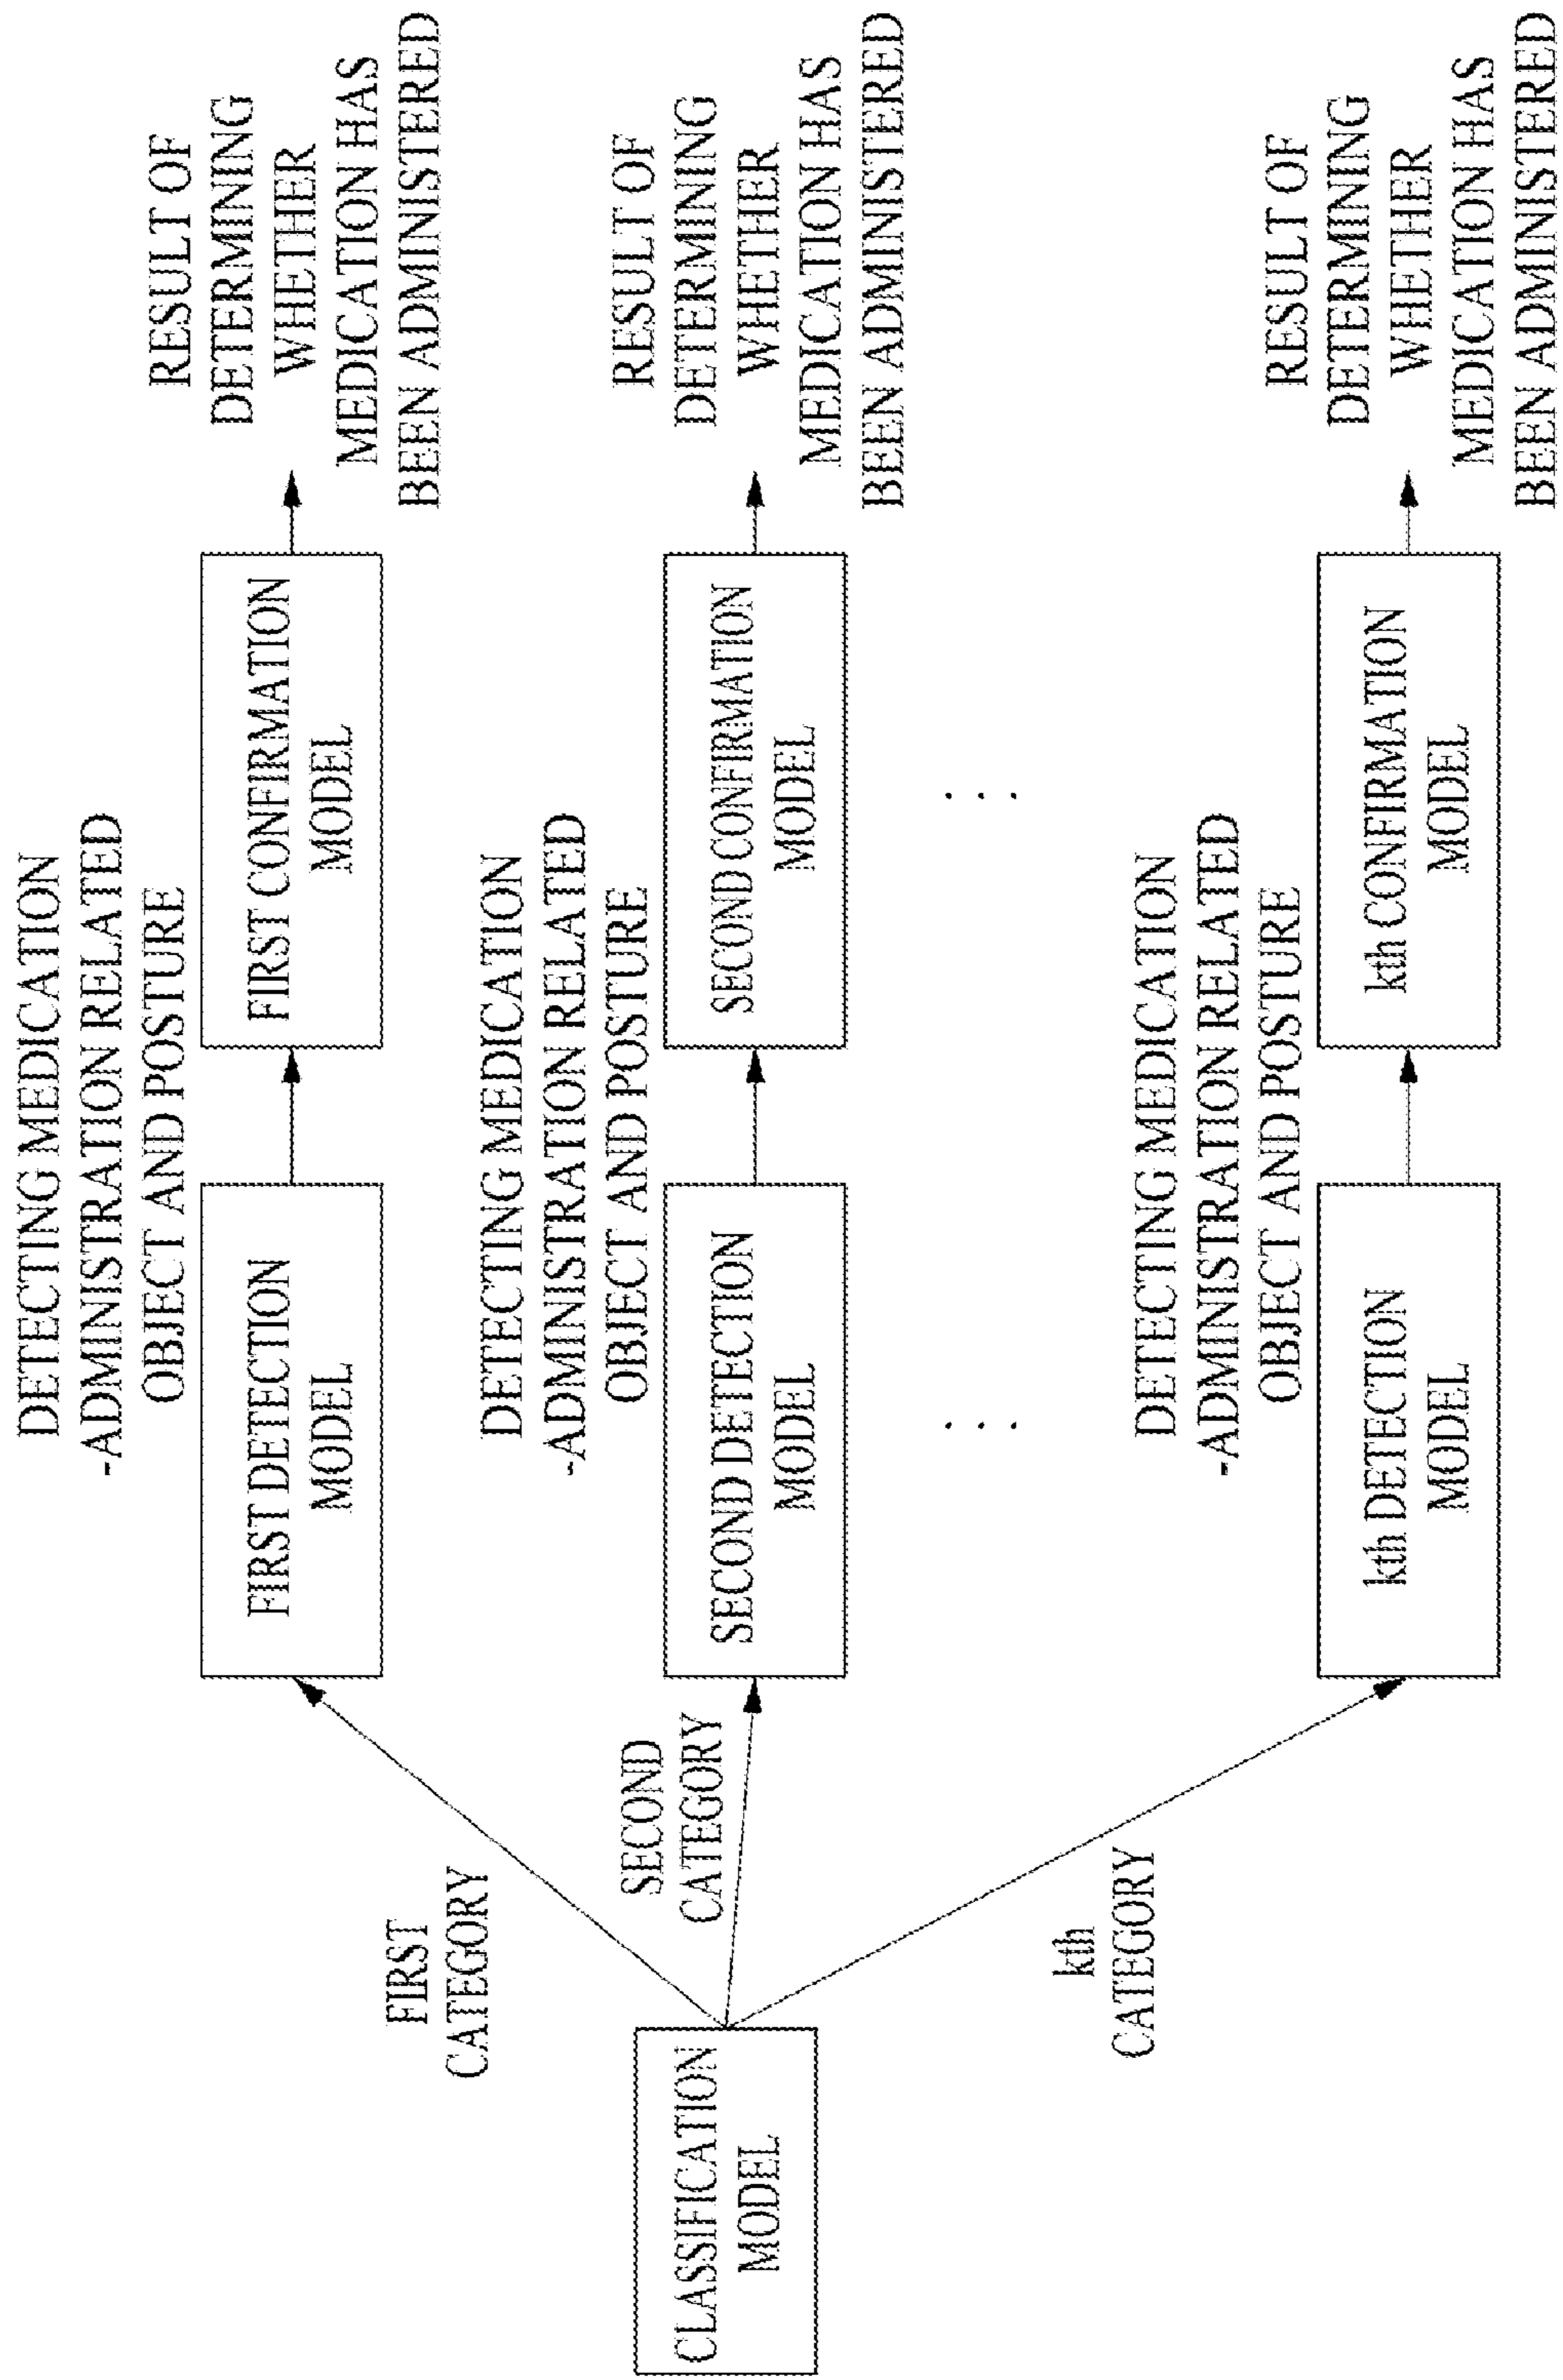 CLASSIFICATION
MODEL
FIRST
CATEGORY
SECOND
CATEGORY
kth
CATEGORY
DETECTING MEDICATION
-ADMINISTRATION RELATED
OBJECT AND POSTURE
FIRST DETECTION
MODEL
FIRST CONFIRMATION
MODEL
RESULT OF
DETERMINING
WHETHER
MEDICATION HAS
BEEN ADMINISTERED
DETECTING MEDICATION
-ADMINISTRATION RELATED
OBJECT AND POSTURE
SECOND DETECTION
MODEL
SECOND CONFIRMATION
MODEL
RESULT OF
DETERMINING
WHETHER
MEDICATION HAS
BEEN ADMINISTERED
...
...
DETECTING MEDICATION
-ADMINISTRATION RELATED
OBJECT AND POSTURE
kth DETECTION
MODEL
kth CONFIRMATION
MODEL
RESULT OF
DETERMINING
WHETHER
MEDICATION HAS
BEEN ADMINISTERED